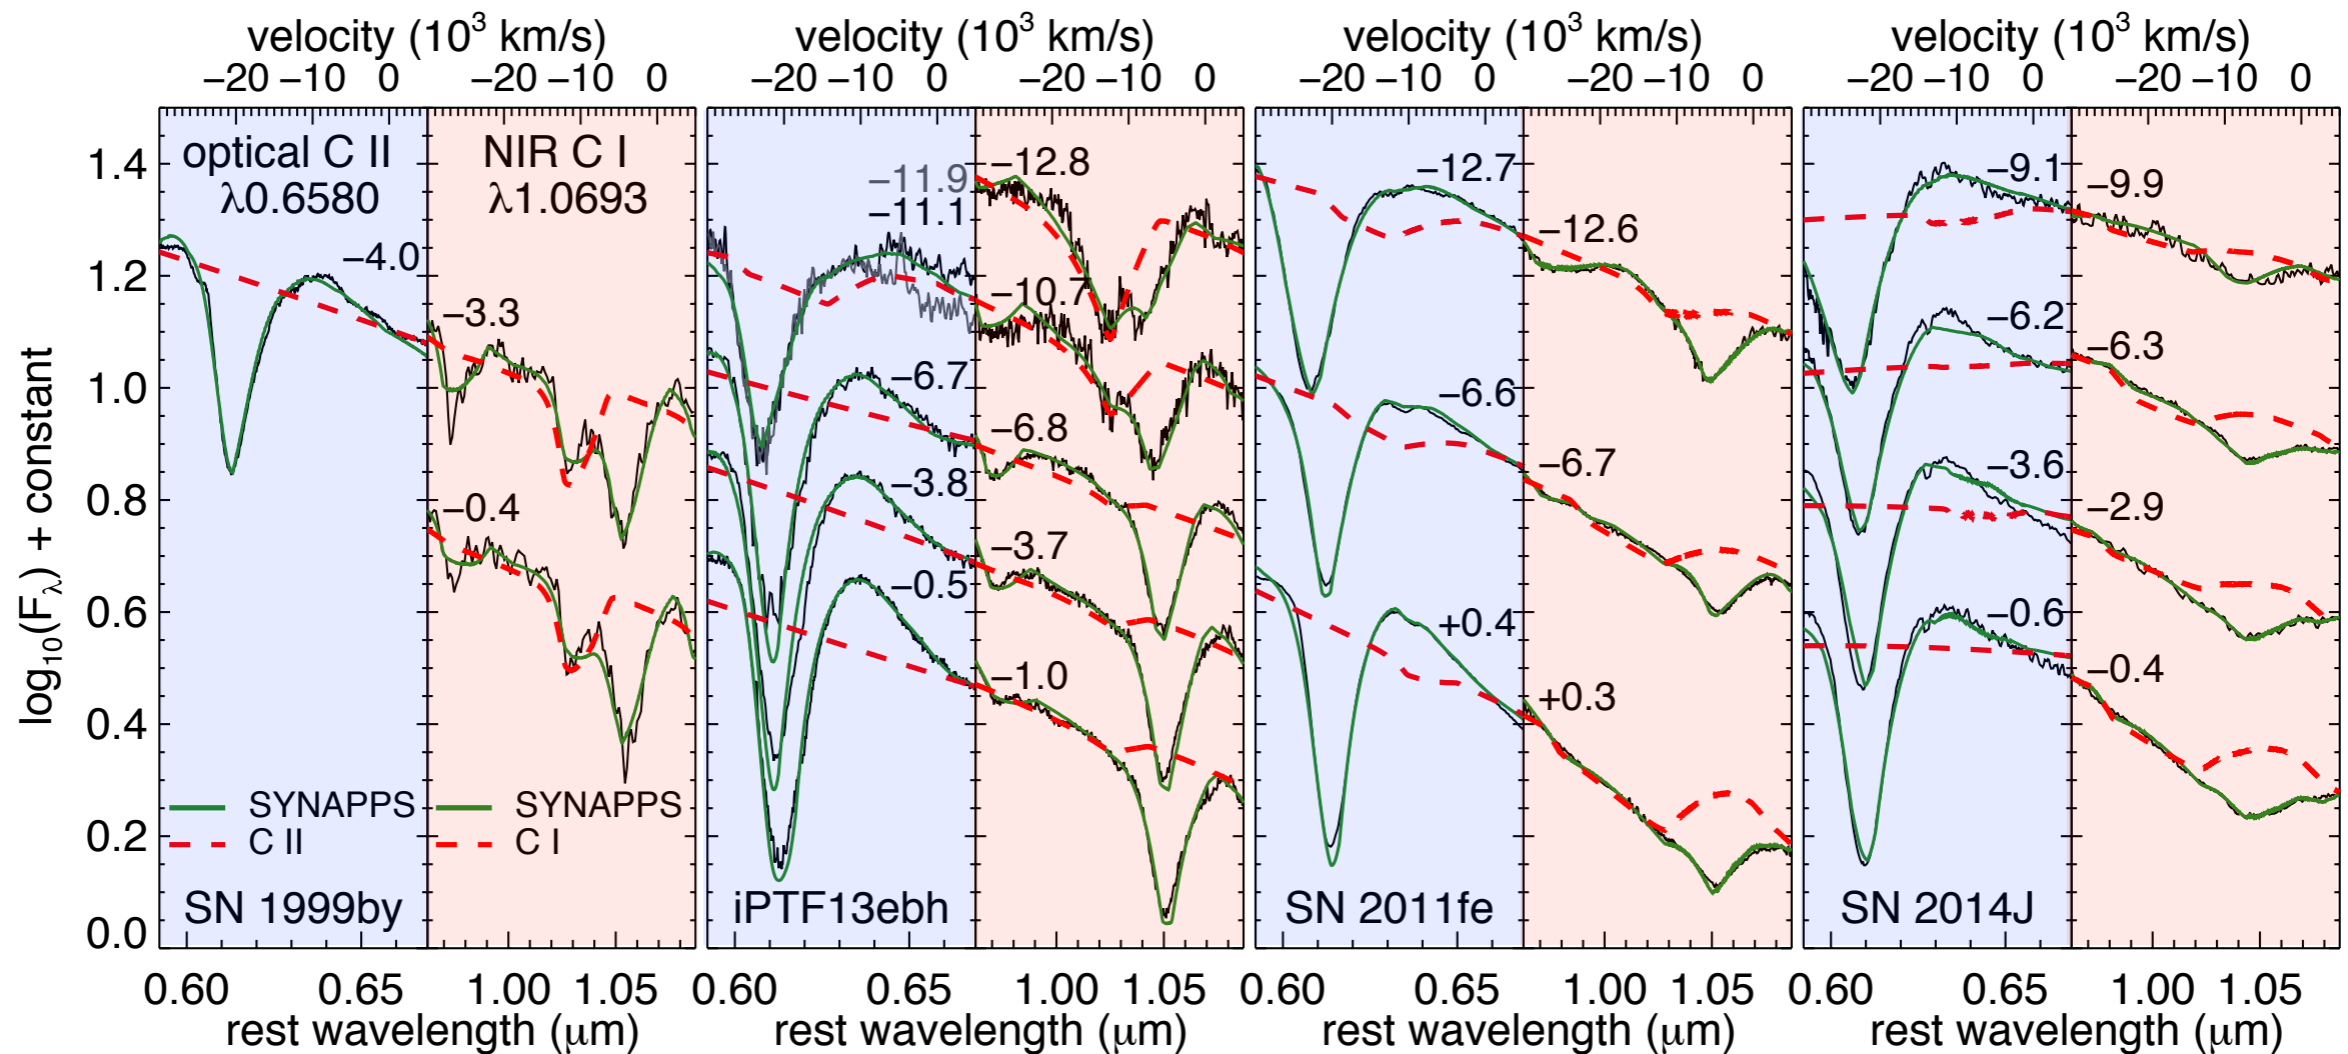 velocity (10³ km/s) velocity (10³ km/s) velocity (10³ km/s) velocity (10³ km/s)
−20 −10 0 −20 −10 0 −20 −10 0 −20 −10 0 −20 −10 0 −20 −10 0 −20 −10 0 −20 −10 0
log₁₀(F_λ) + constant
1.4
1.2
1.0
0.8
0.6
0.4
0.2
0.0
optical C II
λ0.6580
−4.0
SYNAPPS
C II
SN 1999by
NIR C I
λ1.0693
−3.3
−0.4
SYNAPPS
C I
−11.9
−11.1
−6.7
−3.8
−0.5
iPTF13ebh
−12.8
−10.7
−6.8
−3.7
−1.0
−12.7
−6.6
+0.4
SN 2011fe
−12.6
−6.7
+0.3
−9.1
−6.2
−3.6
−0.6
SN 2014J
−9.9
−6.3
−2.9
−0.4
0.60 0.65 1.00 1.05 0.60 0.65 1.00 1.05 0.60 0.65 1.00 1.05 0.60 0.65 1.00 1.05
rest wavelength (μm) rest wavelength (μm) rest wavelength (μm) rest wavelength (μm)